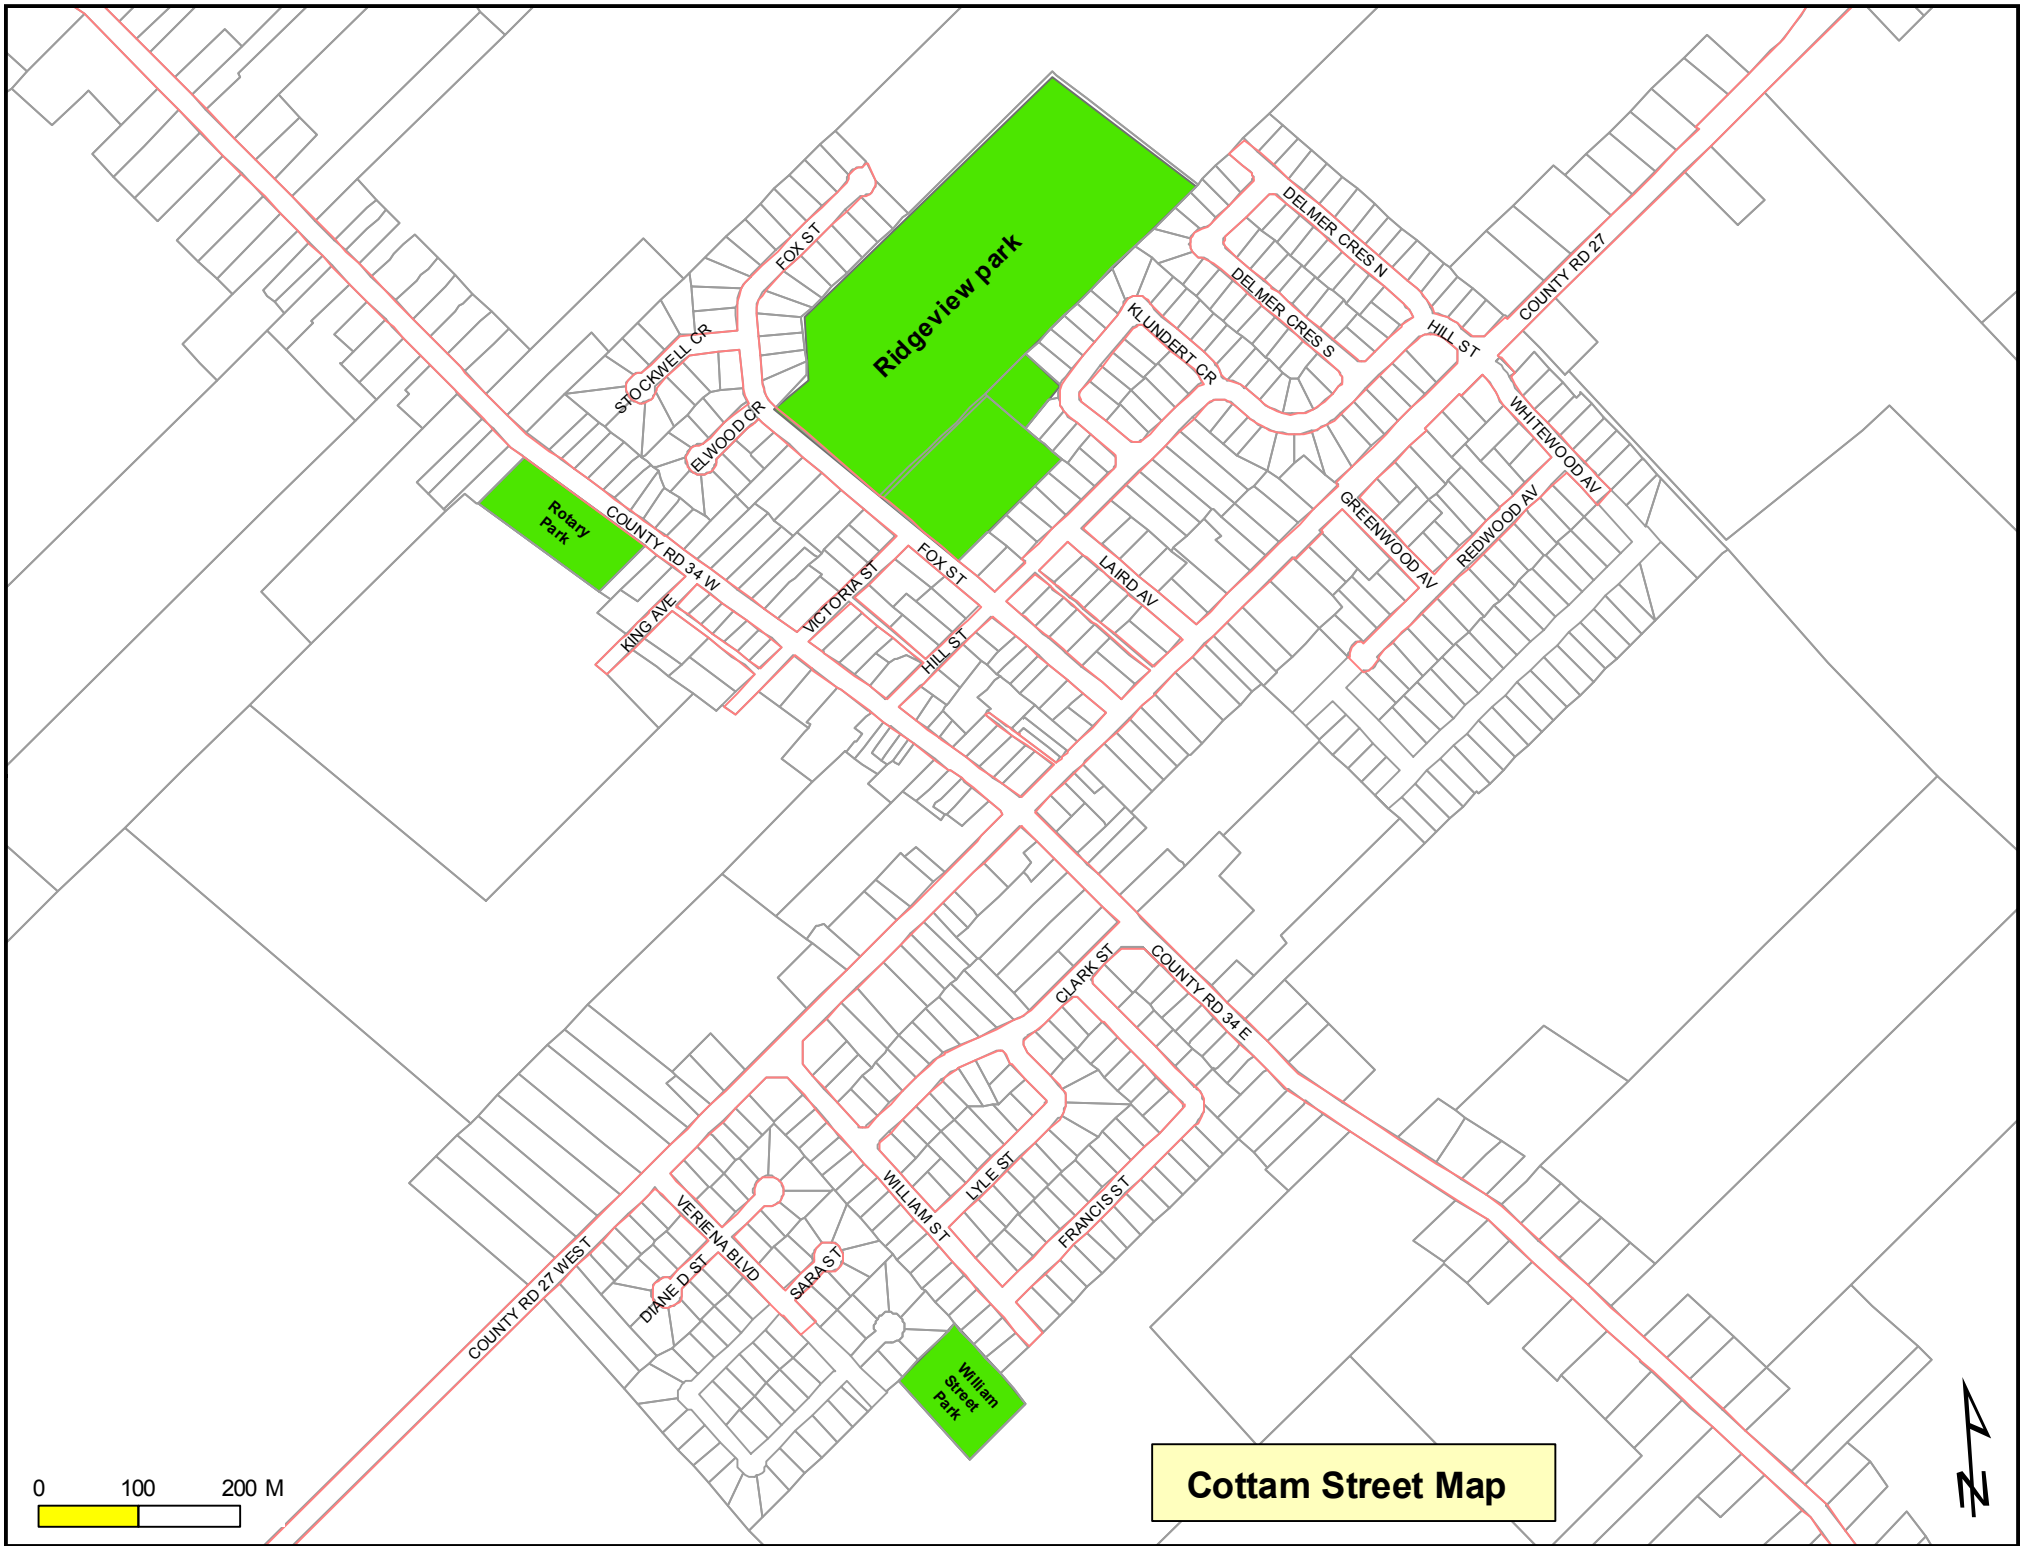 DELMER CRES N
FOX ST
COUNTY RD 27
Ridgeview park
DELMER CRES S
KLUNDERT CR
HILL ST
STOCKWELL CR
ELWOOD CR
WHITEWOOD AV
Rotary
Park
COUNTY RD 34 W
GREENWOOD AV
REDWOOD AV
FOX ST
LAIRD AV
VICTORIA ST
KING AVE
HILL ST
CLARK ST
COUNTY RD 34 E
LYLE ST
WILLIAM ST
FRANCIS ST
VERIENA BLVD
SARA ST
DIANE D ST
COUNTY RD 27 WEST
William
Street
Park
Cottam Street Map
0 100 200 M
N